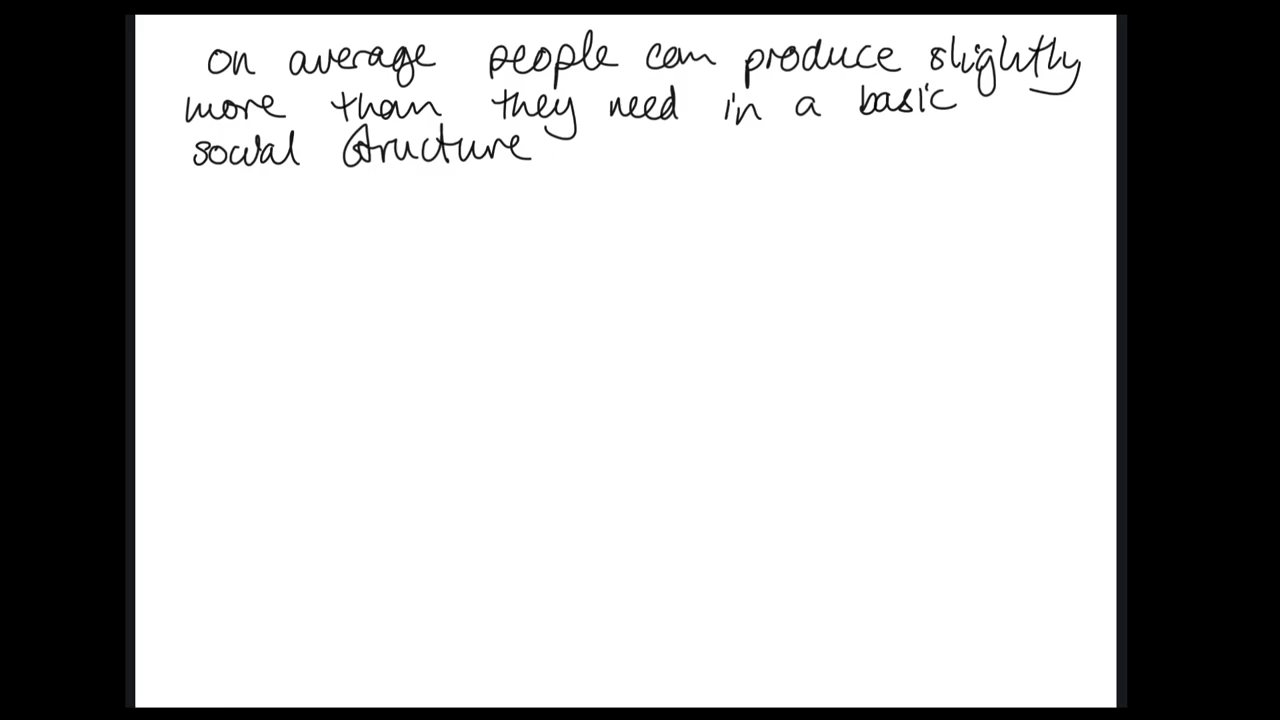 on average people can produce slightly
more than they need in a basic
social structure